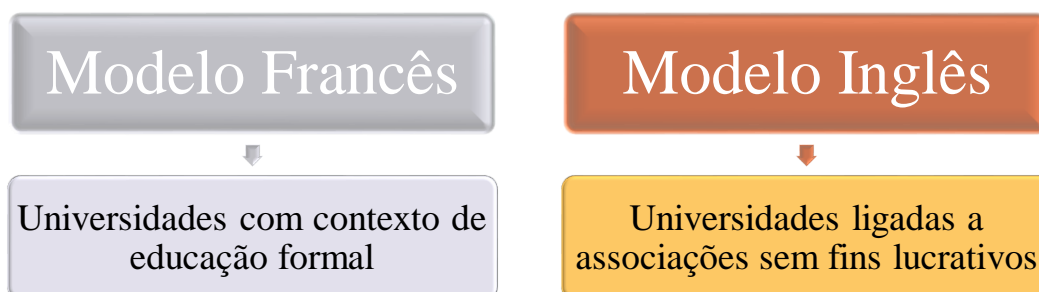 Modelo Francês
Modelo Inglês
Universidades com contexto de
educação formal
Universidades ligadas a
associações sem fins lucrativos